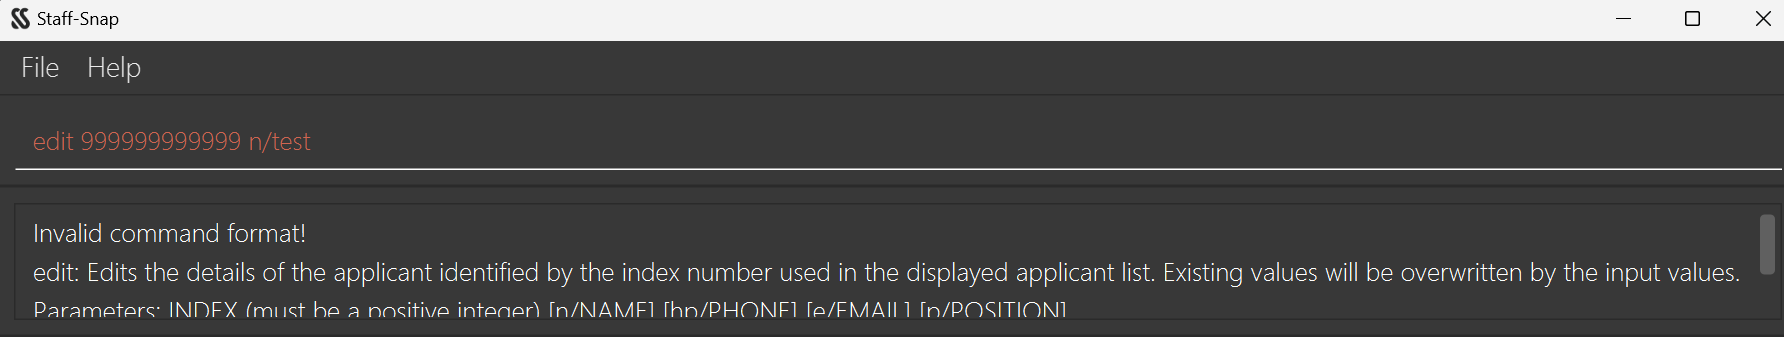 Staff-Snap
File Help
edit 999999999999 n/test
Invalid command format!
edit: Edits the details of the applicant identified by the index number used in the displayed applicant list. Existing values will be overwritten by the input values.
Parameters: INDEX (must be a positive integer) [n/NAME] [hp/PHONE] [e/EMAIL] [p/POSITION]